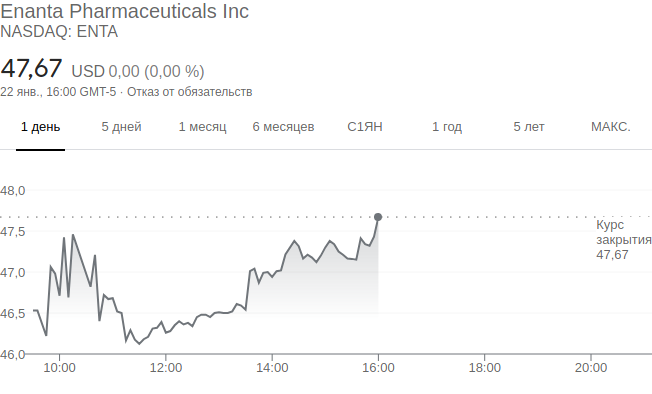 Enanta Pharmaceuticals Inc
NASDAQ: ENTA
47,67 USD 0,00 (0,00 %)
22 янв., 16:00 GMT-5 · Отказ от обязательств
1 день 5 дней 1 месяц 6 месяцев С1ЯН 1 год 5 лет МАКС.
48,0
47,5
47,0
46,5
46,0
Курс
закрытия
47,67
10:00 12:00 14:00 16:00 18:00 20:00